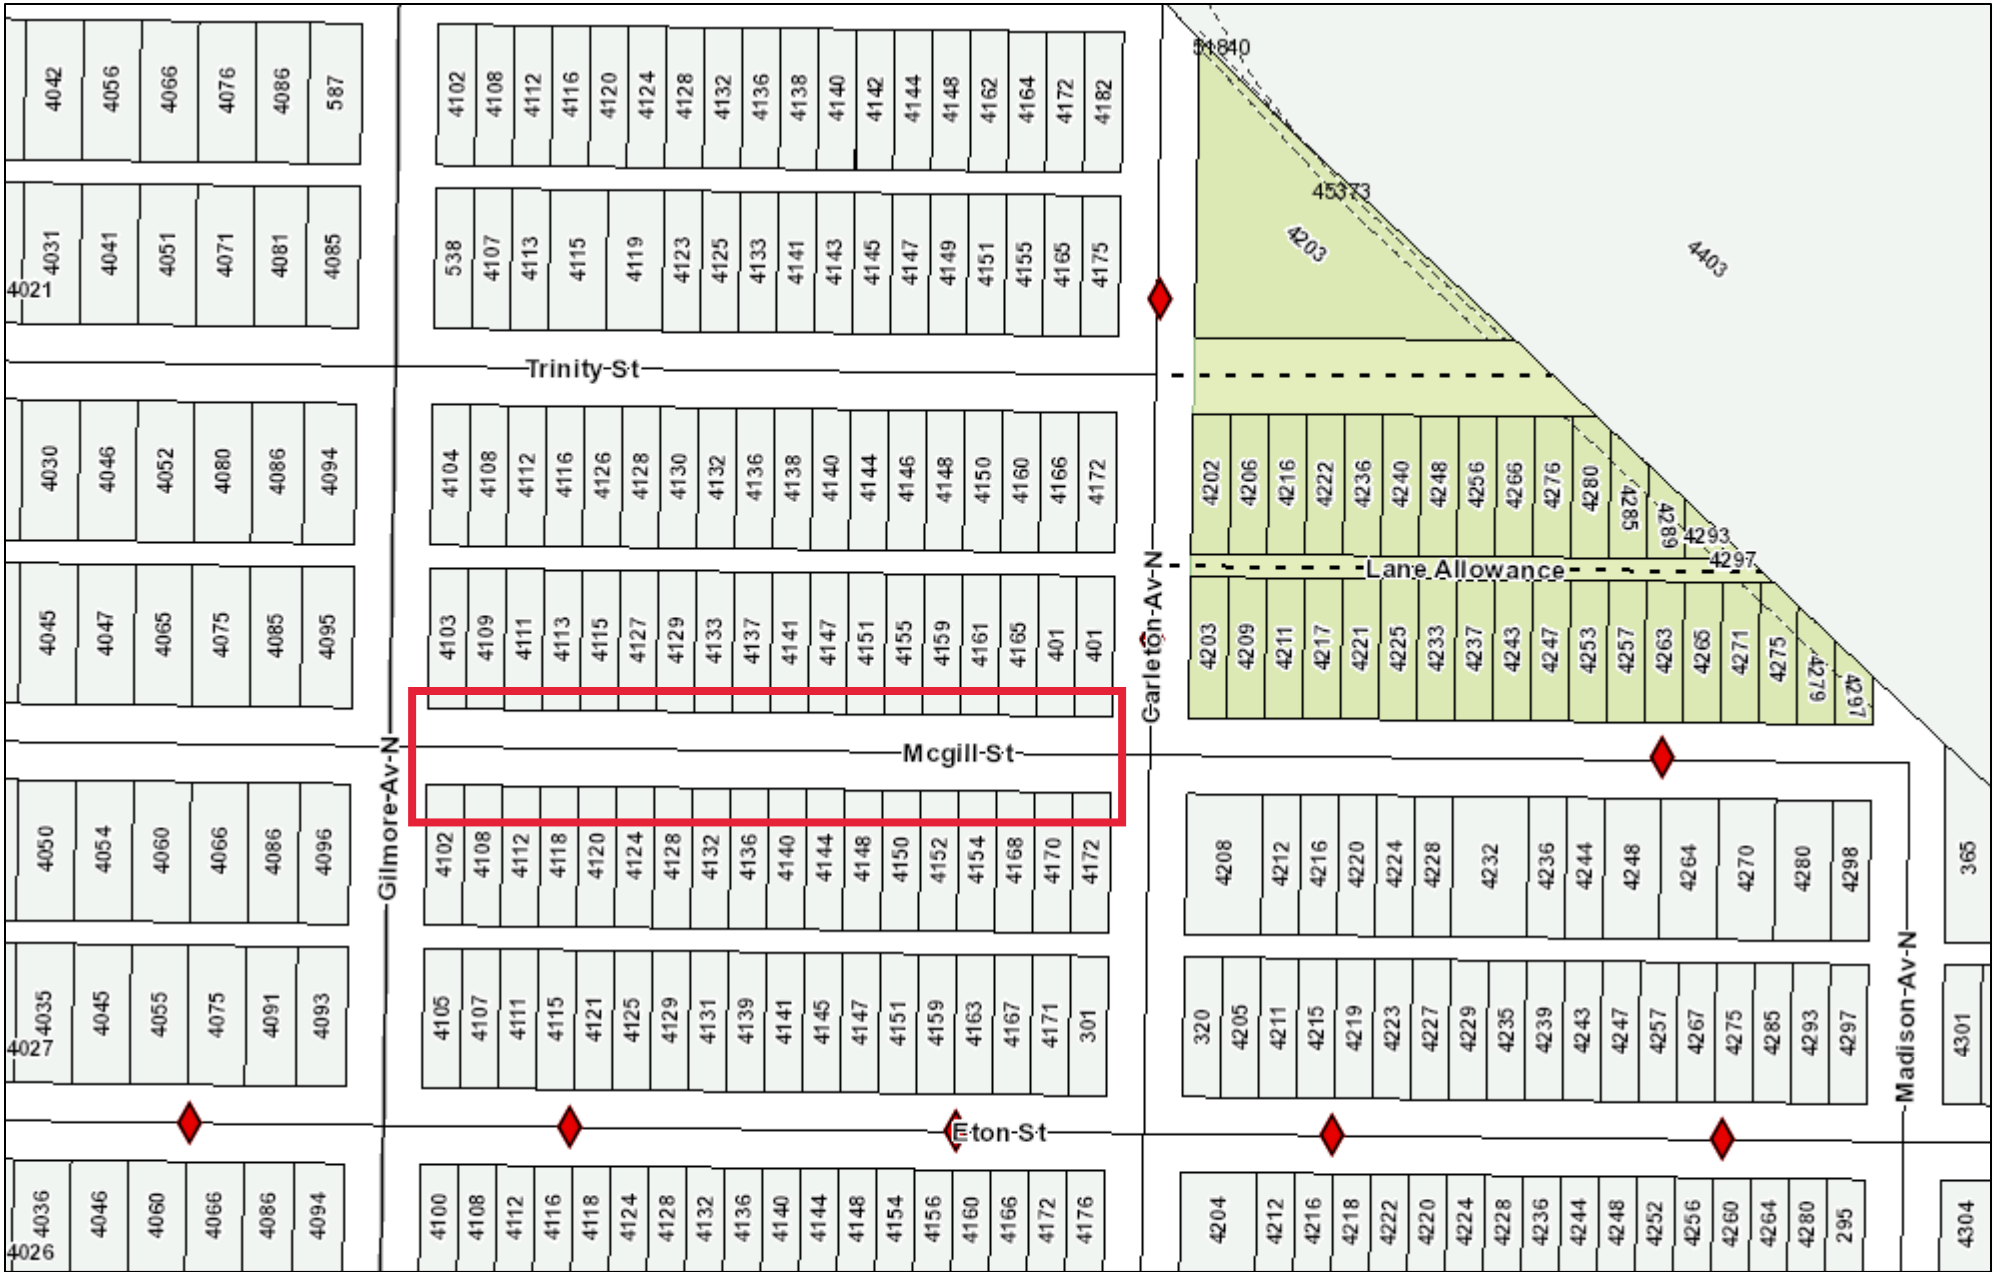 4042 4056 4066 4076 4086 587
4102 4108 4112 4116 4120 4124 4128 4132 4136 4138 4140 4142 4144 4148 4162 4164 4172 4182
51840
45373
4203
4403
4031 4041 4051 4071 4081 4085
4021
538 4107 4113 4115 4119 4123 4125 4133 4141 4143 4145 4147 4149 4151 4155 4165 4175
Trinity St
4030 4046 4052 4080 4086 4094
4104 4108 4112 4116 4126 4128 4130 4132 4136 4138 4140 4144 4146 4148 4150 4160 4166 4172
4202 4206 4216 4222 4236 4240 4248 4256 4266 4276 4280 4285 4289 4293
4297
Lane Allowance
4045 4047 4065 4075 4085 4095
4103 4109 4111 4113 4115 4127 4129 4133 4137 4141 4147 4151 4155 4159 4161 4165 401 401
4203 4209 4211 4217 4221 4225 4233 4237 4243 4247 4253 4257 4263 4265 4271 4275 4279 4297
Carleton Av N
Mcgill St
Gilmore Av N
4050 4054 4060 4066 4086 4096
4102 4108 4112 4118 4120 4124 4128 4132 4136 4140 4144 4148 4150 4152 4154 4168 4170 4172
4208 4212 4216 4220 4224 4228 4232 4236 4244 4248 4264 4270 4280 4298
365
Madison Av N
4035 4045 4055 4075 4091 4093
4027
4105 4107 4111 4115 4121 4125 4129 4131 4139 4141 4145 4147 4151 4159 4163 4167 4171 301
320 4205 4211 4215 4219 4223 4227 4229 4235 4239 4243 4247 4257 4267 4275 4285 4293 4297
4301
Eton St
4036 4046 4060 4066 4086 4094
4026
4100 4108 4112 4116 4118 4124 4128 4132 4136 4140 4144 4148 4154 4156 4160 4166 4172 4176
4204 4212 4216 4218 4222 4220 4224 4228 4236 4244 4248 4252 4256 4260 4264 4280 295
4304